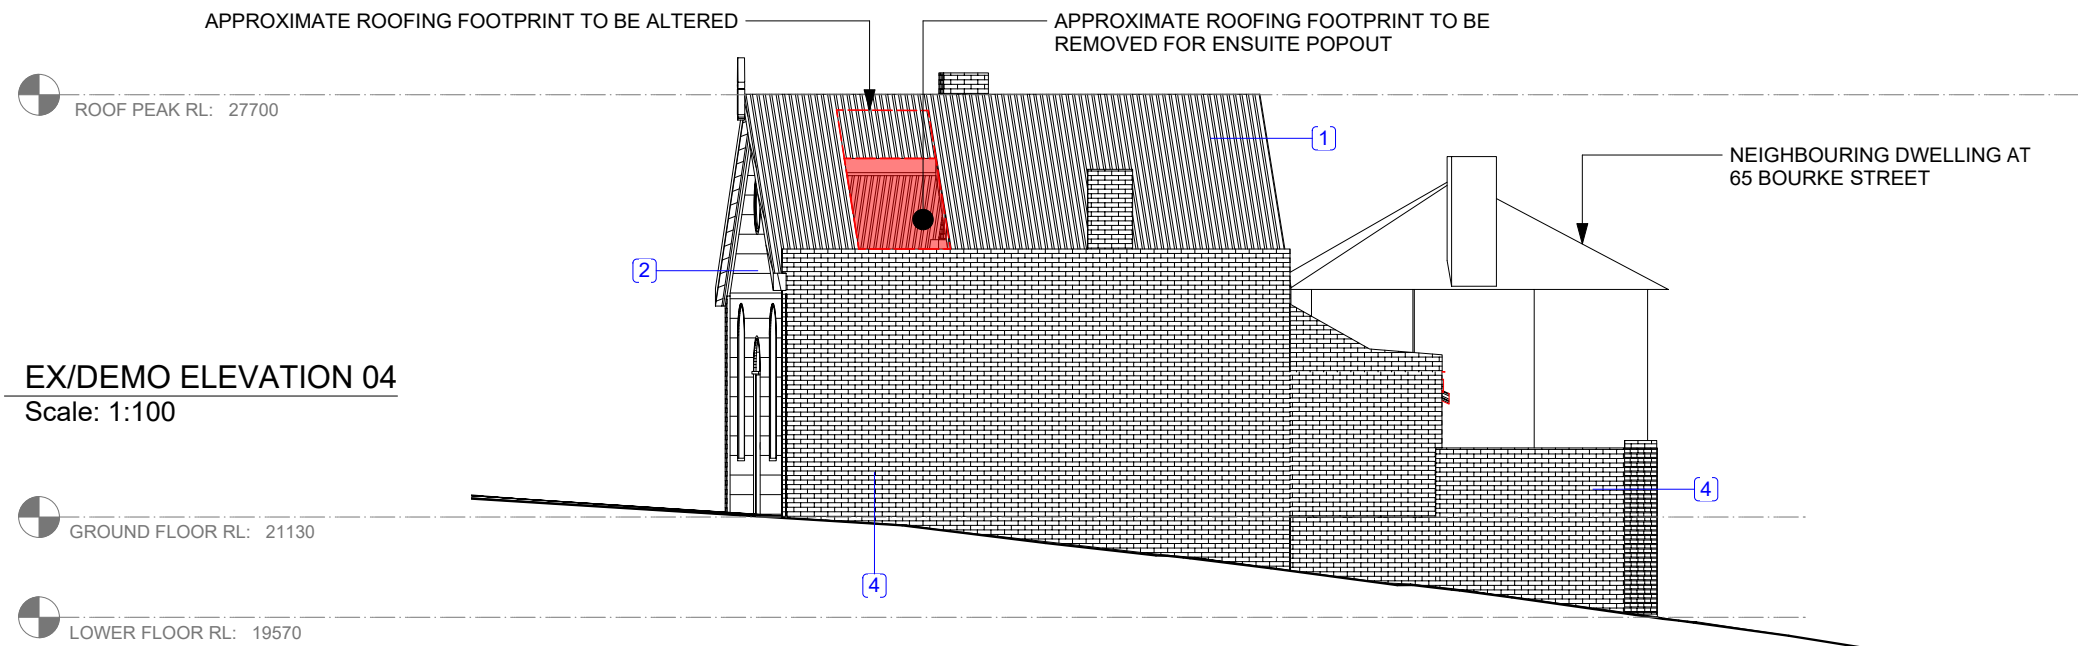 APPROXIMATE ROOFING FOOTPRINT TO BE ALTERED
APPROXIMATE ROOFING FOOTPRINT TO BE
REMOVED FOR ENSUITE POPOUT
ROOF PEAK RL: 27700
1
NEIGHBOURING DWELLING AT
65 BOURKE STREET
2
EX/DEMO ELEVATION 04
Scale: 1:100
4
GROUND FLOOR RL: 21130
4
LOWER FLOOR RL: 19570